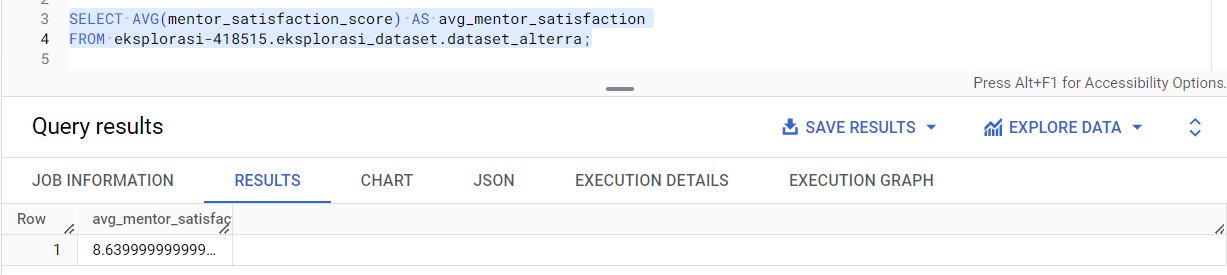 3 SELECT AVG(mentor_satisfaction_score) AS avg_mentor_satisfaction
4 FROM eksplorasi-418515.eksplorasi_dataset.dataset_alterra;
5
Press Alt+F1 for Accessibility Options.
Query results SAVE RESULTS EXPLORE DATA
JOB INFORMATION RESULTS CHART JSON EXECUTION DETAILS EXECUTION GRAPH
Row avg_mentor_satisfac
1 8.639999999999…